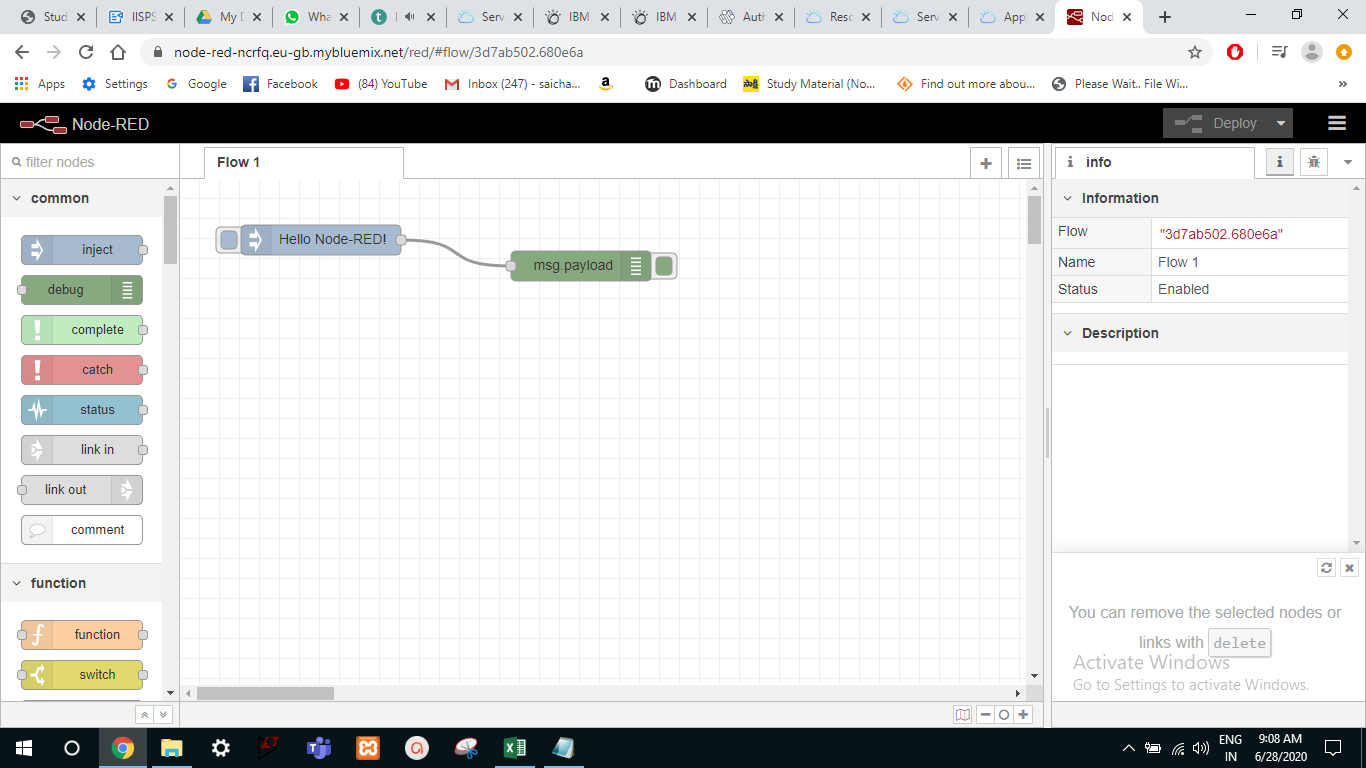 Stud
IISPS
My D
Wha
I
Serv
IBM
IBM
Auth
Reso
Serv
App
Nod
node-red-ncrfq.eu-gb.mybluemix.net/red/#flow/3d7ab502.680e6a
Apps
Settings
Google
Facebook
(84) YouTube
Inbox (247) - saicha...
Dashboard
Study Material (No...
Find out more abou...
Please Wait.. File Wi...
»
Node-RED
Deploy
filter nodes
Flow 1
info
common
inject
debug
complete
catch
status
link in
link out
comment
function
function
switch
Hello Node-RED!
msg.payload
Information
Flow "3d7ab502.680e6a"
Name Flow 1
Status Enabled
Description
You can remove the selected nodes or
links with delete
Activate Windows
Go to Settings to activate Windows.
ENG
IN
9:08 AM
6/28/2020